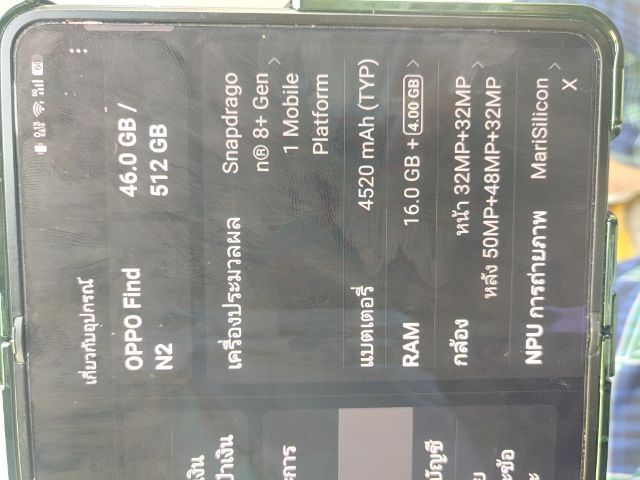 เกี่ยวกับอุปกรณ์
OPPO Find N2
46.0 GB / 512 GB
เครื่องประมวลผล
Snapdrago
n® 8+ Gen
1 Mobile
Platform
แบตเตอรี่ 4520 mAh (TYP)
RAM 16.0 GB + 4.00 GB
กล้อง หน้า 32MP+32MP
หลัง 50MP+48MP+32MP
NPU การถ่ายภาพ MariSilicon X